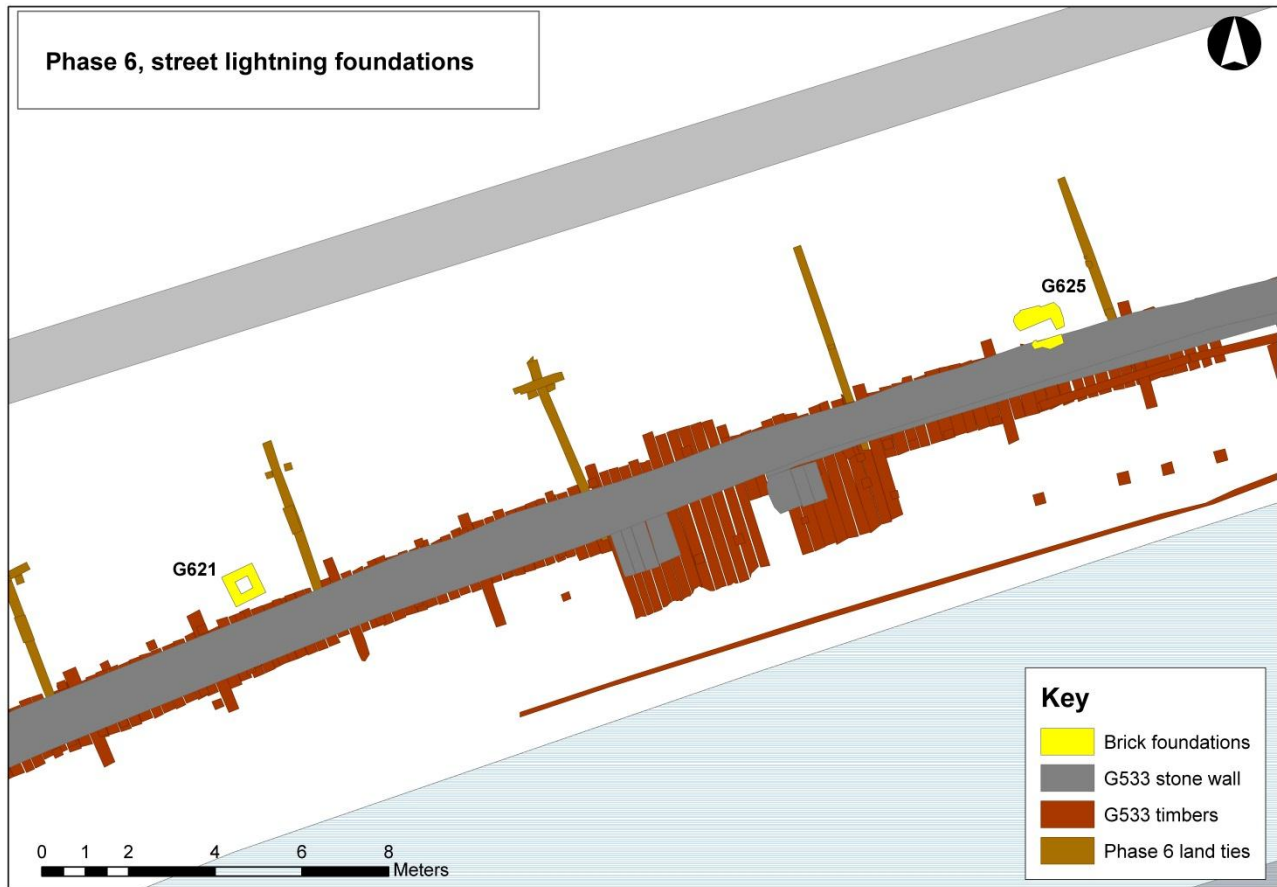 Phase 6, street lightning foundations
G625
G621
Key
Brick foundations
G533 stone wall
G533 timbers
Phase 6 land ties
0 1 2 4 6 8
Meters